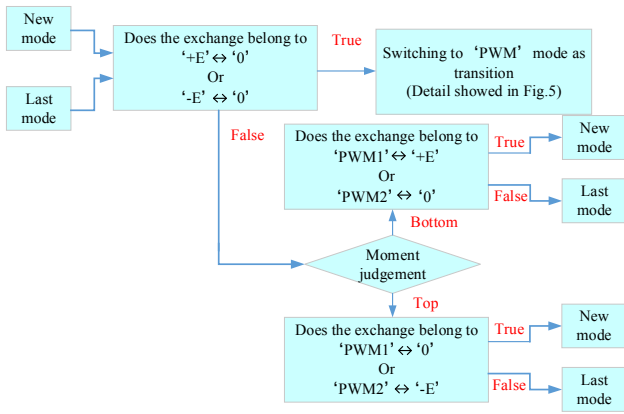 New
mode
Last
mode
Does the exchange belong to
‘+E’↔‘0’
Or
‘-E’↔‘0’
True
Switching to ‘PWM’ mode as
transition
(Detail showed in Fig.5)
False
Does the exchange belong to
‘PWM1’↔‘+E’
Or
‘PWM2’↔‘0’
True
New
mode
False
Last
mode
Bottom
Moment
judgement
Top
Does the exchange belong to
‘PWM1’↔‘0’
Or
‘PWM2’↔‘-E’
True
New
mode
False
Last
mode